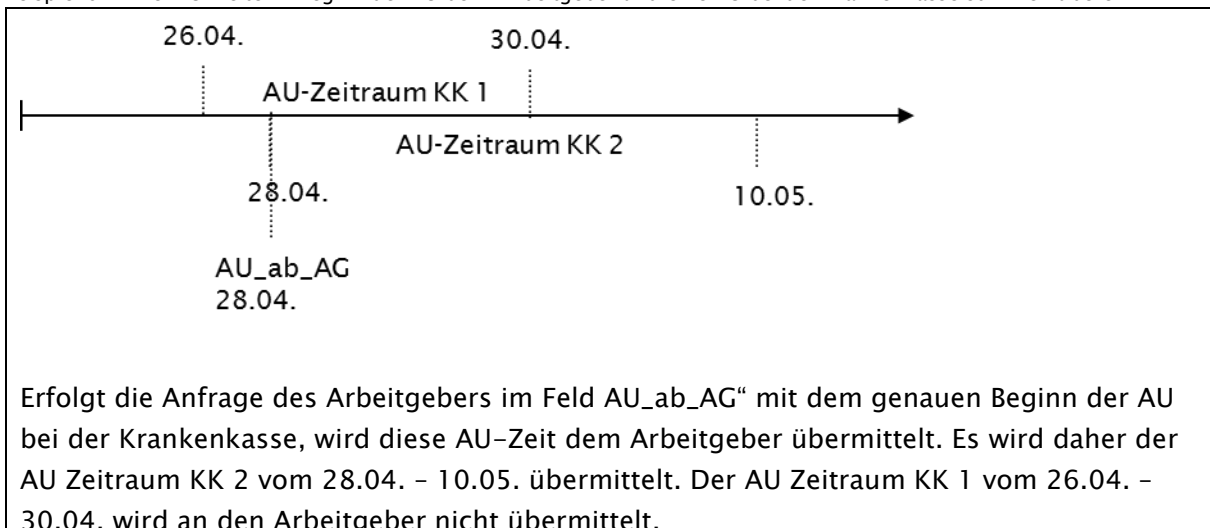 26.04. 30.04.
AU-Zeitraum KK 1
AU-Zeitraum KK 2
28.04. 10.05.
AU_ab_AG
28.04.
Erfolgt die Anfrage des Arbeitgebers im Feld AU_ab_AG“ mit dem genauen Beginn der AU
bei der Krankenkasse, wird diese AU-Zeit dem Arbeitgeber übermittelt. Es wird daher der
AU Zeitraum KK 2 vom 28.04. – 10.05. übermittelt. Der AU Zeitraum KK 1 vom 26.04. –
30.04. wird an den Arbeitgeber nicht übermittelt.